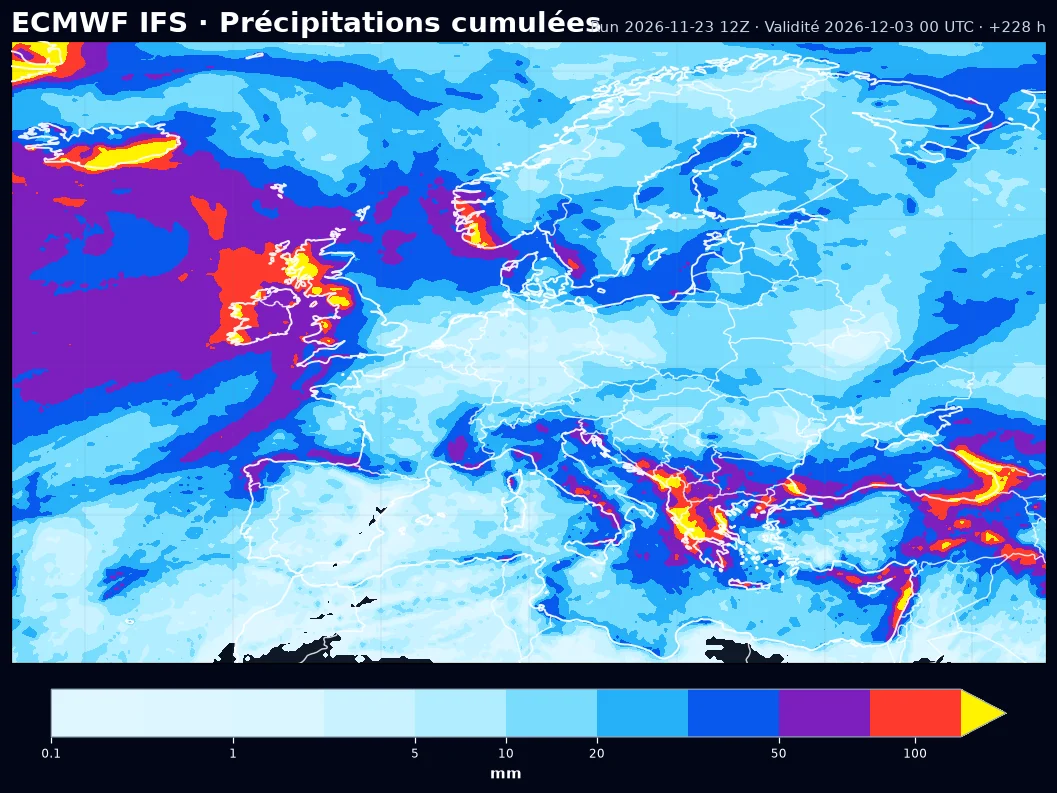 ECMWF IFS · Précipitations cumulées
Run 2026-11-23 12Z · Validité 2026-12-03 00 UTC · +228 h
0.1 1 5 10 20 50 100
mm